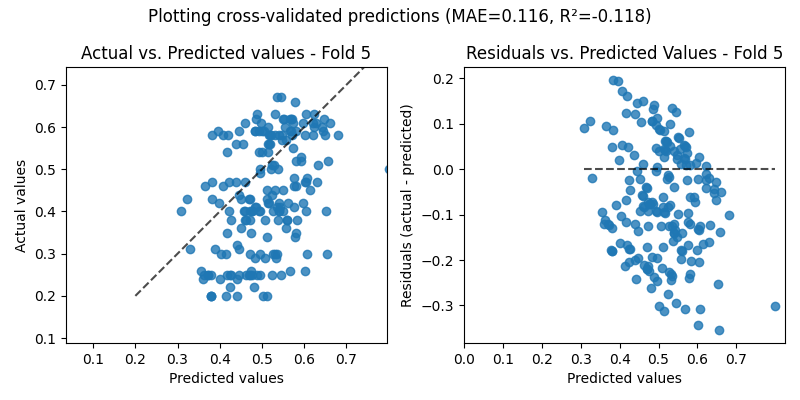 Plotting cross-validated predictions (MAE=0.116, R²=-0.118)
Actual vs. Predicted values - Fold 5
Residuals vs. Predicted Values - Fold 5
Actual values
0.7
0.6
0.5
0.4
0.3
0.2
0.1
0.1 0.2 0.3 0.4 0.5 0.6 0.7
Predicted values
Residuals (actual - predicted)
0.2
0.1
0.0
−0.1
−0.2
−0.3
0.0 0.1 0.2 0.3 0.4 0.5 0.6 0.7
Predicted values